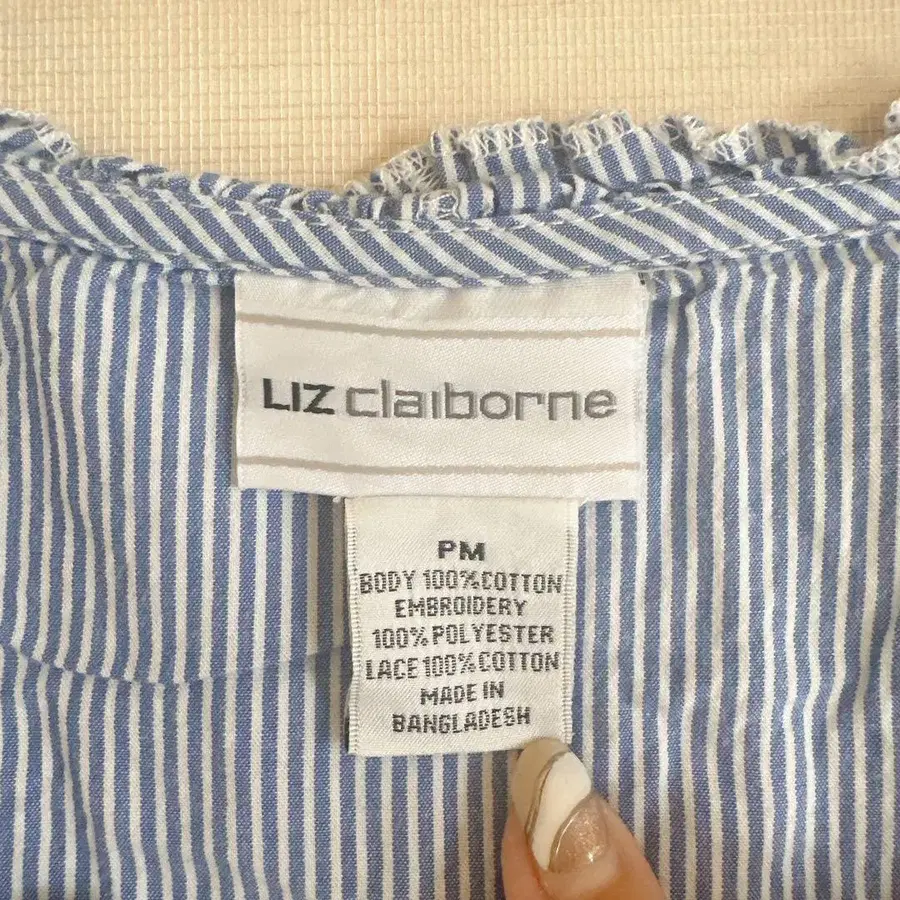 LIZ claiborne
PM
BODY 100% COTTON
EMBROIDERY
100% POLYESTER
LACE 100% COTTON
MADE IN
BANGLADESH